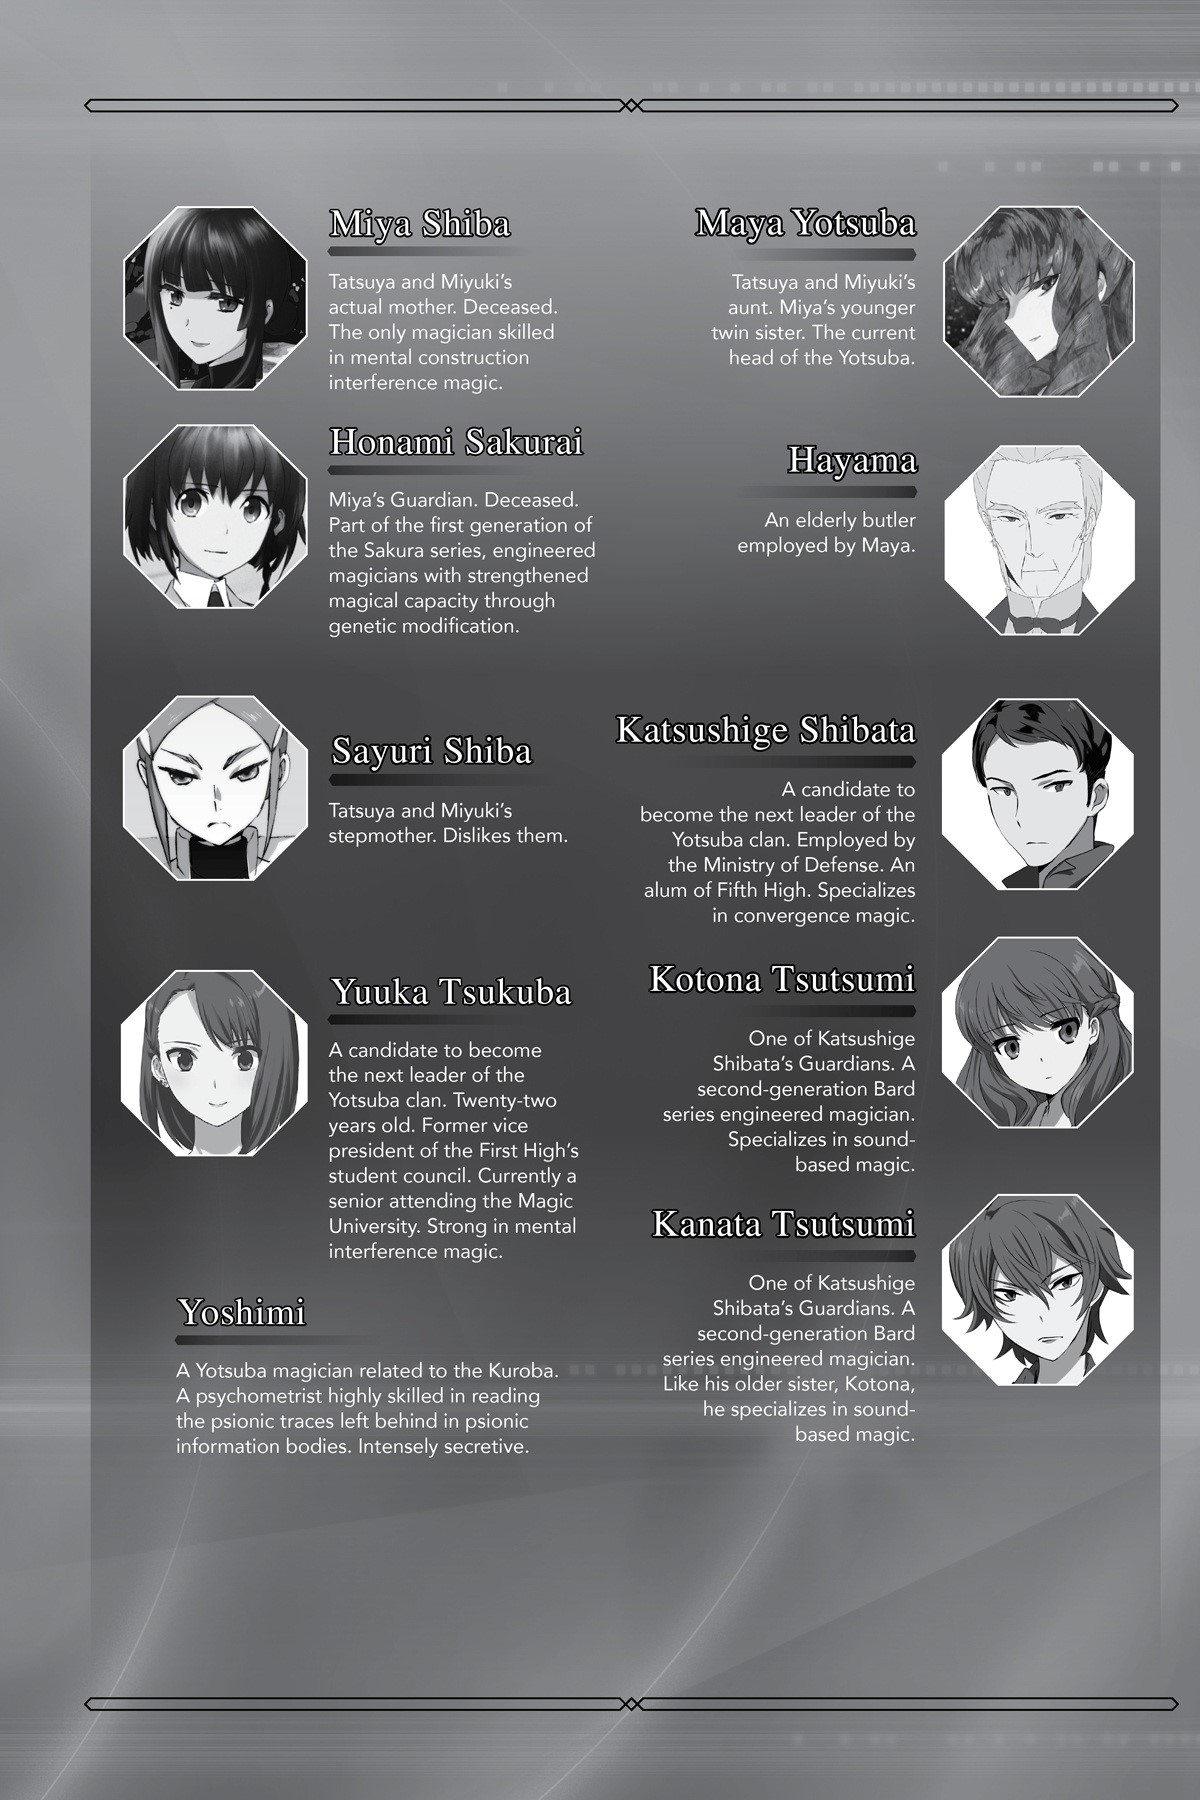 Miya Shiba
Tatsuya and Miyuki’s
actual mother. Deceased.
The only magician skilled
in mental construction
interference magic.
Honami Sakurai
Miya’s Guardian. Deceased.
Part of the first generation of
the Sakura series, engineered
magicians with strengthened
magical capacity through
genetic modification.
Sayuri Shiba
Tatsuya and Miyuki’s
stepmother. Dislikes them.
Yuuka Tsukuba
A candidate to become
the next leader of the
Yotsuba clan. Twenty-two
years old. Former vice
president of the First High’s
student council. Currently a
senior attending the Magic
University. Strong in mental
interference magic.
Yoshimi
A Yotsuba magician related to the Kuroba.
A psychometrist highly skilled in reading
the psionic traces left behind in psionic
information bodies. Intensely secretive.
Maya Yotsuba
Tatsuya and Miyuki’s
aunt. Miya’s younger
twin sister. The current
head of the Yotsuba.
Hayama
An elderly butler
employed by Maya.
Katsushige Shibata
A candidate to
become the next leader of the
Yotsuba clan. Employed by
the Ministry of Defense. An
alum of Fifth High. Specializes
in convergence magic.
Kotona Tsutsumi
One of Katsushige
Shibata’s Guardians. A
second-generation Bard
series engineered magician.
Specializes in sound-
based magic.
Kanata Tsutsumi
One of Katsushige
Shibata’s Guardians. A
second-generation Bard
series engineered magician.
Like his older sister, Kotona,
he specializes in sound-
based magic.